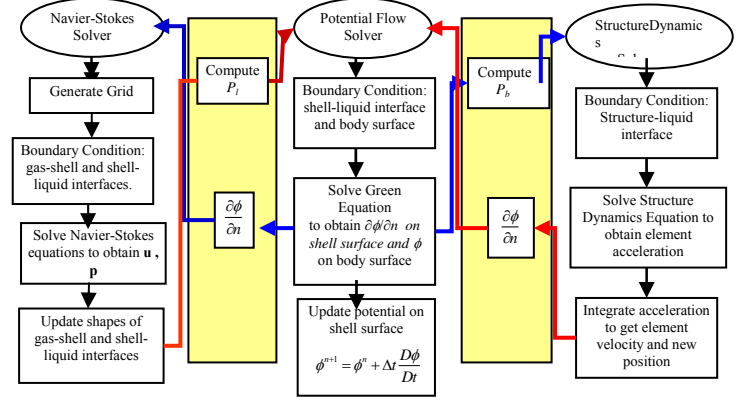 Navier-Stokes
Solver
Generate Grid
Boundary Condition:
gas-shell and shell-
liquid interfaces.
Solve Navier-Stokes
equations to obtain u ,
p
Update shapes of
gas-shell and shell-
liquid interfaces
Compute
P_l
∂φ
∂n
Potential Flow
Solver
Boundary Condition:
shell-liquid interface
and body surface
Solve Green
Equation
to obtain ∂φ/∂n on
shell surface and φ
on body surface
Update potential on
shell surface
φ^{n+1} = φ^n + Δt Dφ/Dt
Compute
P_b
∂φ
∂n
StructureDynamic
s
Boundary Condition:
Structure-liquid
interface
Solve Structure
Dynamics Equation to
obtain element
acceleration
Integrate acceleration
to get element
velocity and new
position